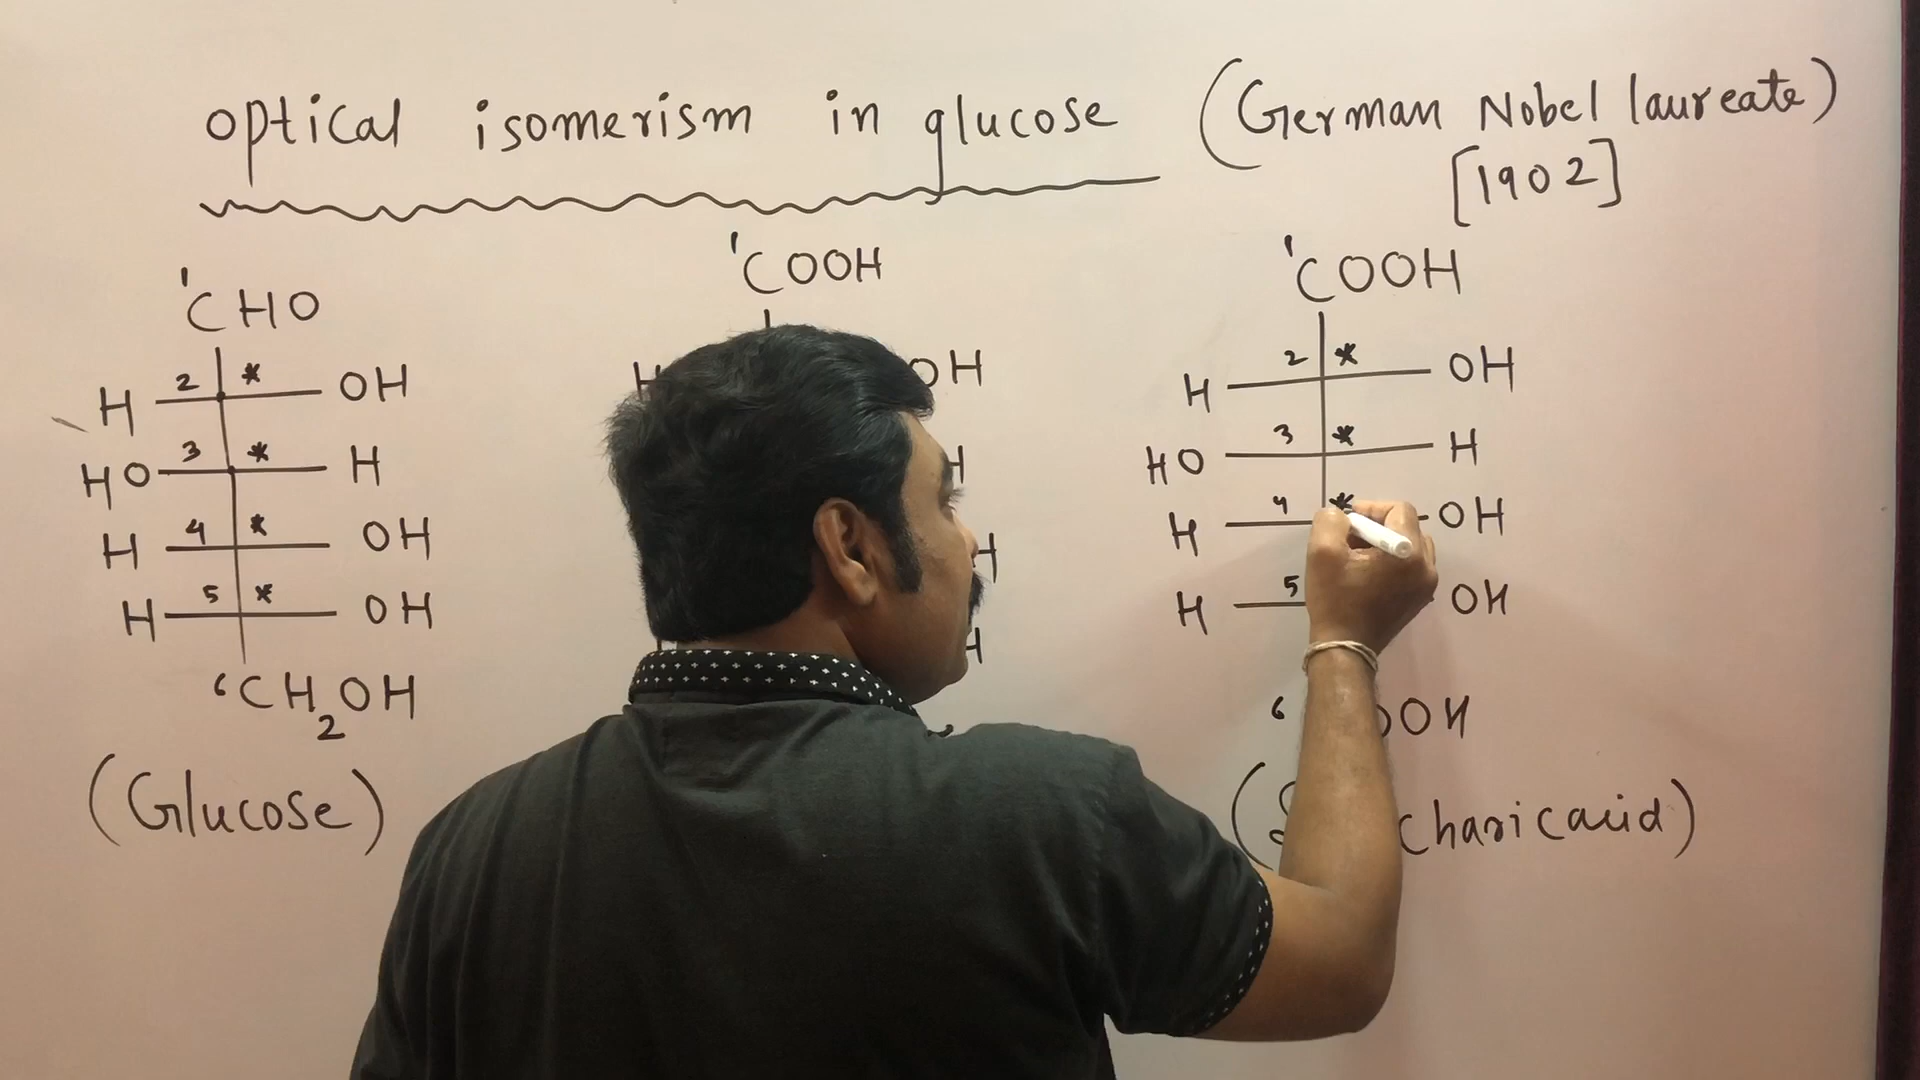 optical isomerism in glucose (German Nobel laureate)
[1902]
1CHO
H 2 * OH
HO 3 * H
H 4 * OH
H 5 * OH
6CH2OH
(Glucose)
1COOH
H OH
H
H
H
1COOH
H 2 * OH
HO 3 * H
H 4 * OH
H 5 OH
6 OOH